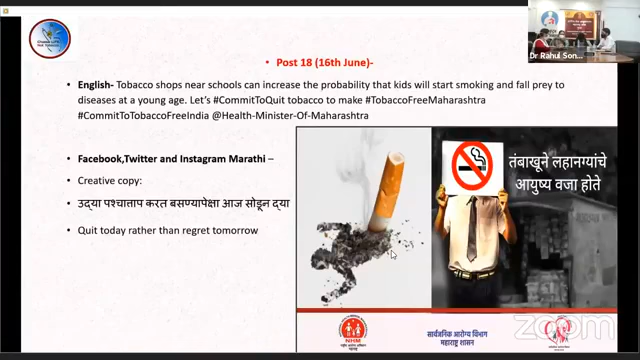 Post 18 (16th June)-
English- Tobacco shops near schools can increase the probability that kids will start smoking and fall prey to
diseases at a young age. Let's #CommitToQuit tobacco to make #TobaccoFreeMaharashtra
#CommitToTobaccoFreeIndia @Health-Minister-Of-Maharashtra
Facebook,Twitter and Instagram Marathi –
Creative copy:
उद्या पश्चात्ताप करत बसण्यापेक्षा आज सोडून द्या
Quit today rather than regret tomorrow
तंबाखूने लहानग्यांचे
आयुष्य वजा होते
NHM
सार्वजनिक आरोग्य विभाग
महाराष्ट्र शासन
Dr Rahul Son...
zoom